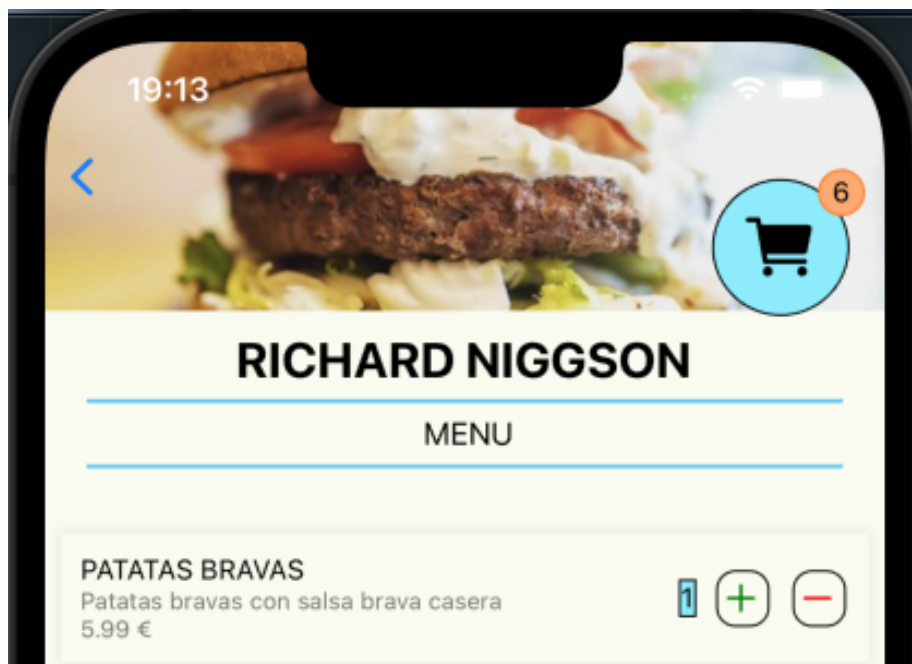 19:13
6
RICHARD NIGGSON
MENU
PATATAS BRAVAS
Patatas bravas con salsa brava casera
5.99 €
1